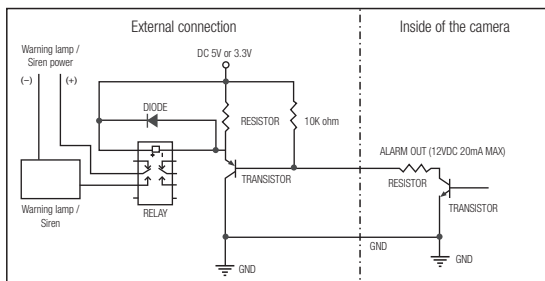 External connection
Inside of the camera
DC 5V or 3.3V
Warning lamp /
Siren power
(−)
(+)
DIODE
RESISTOR
10K ohm
ALARM OUT (12VDC 20mA MAX)
RESISTOR
TRANSISTOR
TRANSISTOR
Warning lamp /
Siren
RELAY
GND
GND
GND